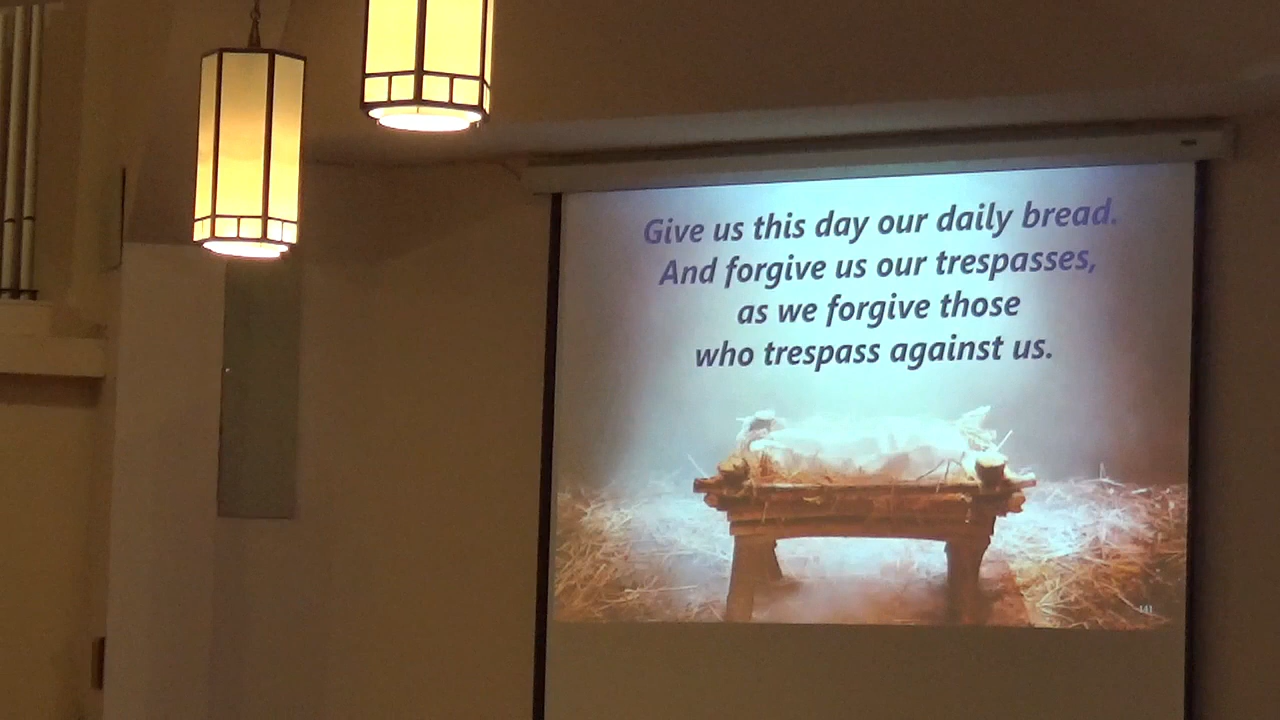 Give us this day our daily bread.
And forgive us our trespasses,
as we forgive those
who trespass against us.
141